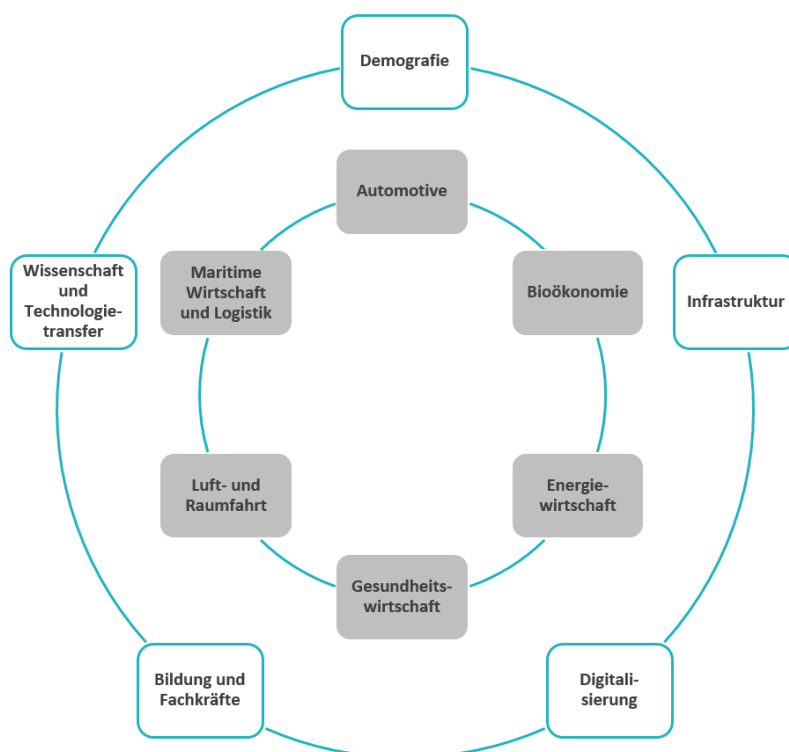 Demografie
Automotive
Wissenschaft
und
Technologie-
transfer
Maritime
Wirtschaft
und Logistik
Bioökonomie
Infrastruktur
Luft- und
Raumfahrt
Energie-
wirtschaft
Gesundheits-
wirtschaft
Bildung und
Fachkräfte
Digitali-
sierung